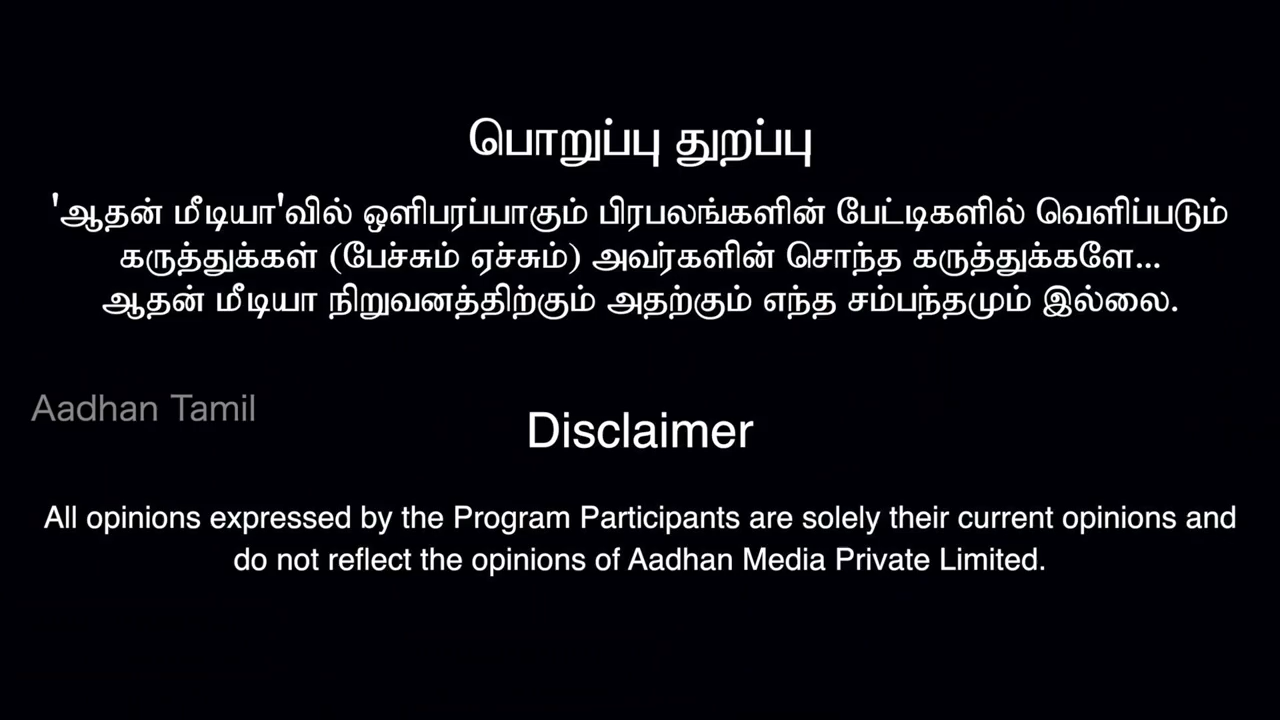 பொறுப்பு துறப்பு
'ஆதன் மீடியா'வில் ஒளிபரப்பாகும் பிரபலங்களின் பேட்டிகளில் வெளிப்படும்
கருத்துக்கள் (பேச்சும் ஏச்சும்) அவர்களின் சொந்த கருத்துக்களே...
ஆதன் மீடியா நிறுவனத்திற்கும் அதற்கும் எந்த சம்பந்தமும் இல்லை.
Aadhan Tamil
Disclaimer
All opinions expressed by the Program Participants are solely their current opinions and
do not reflect the opinions of Aadhan Media Private Limited.